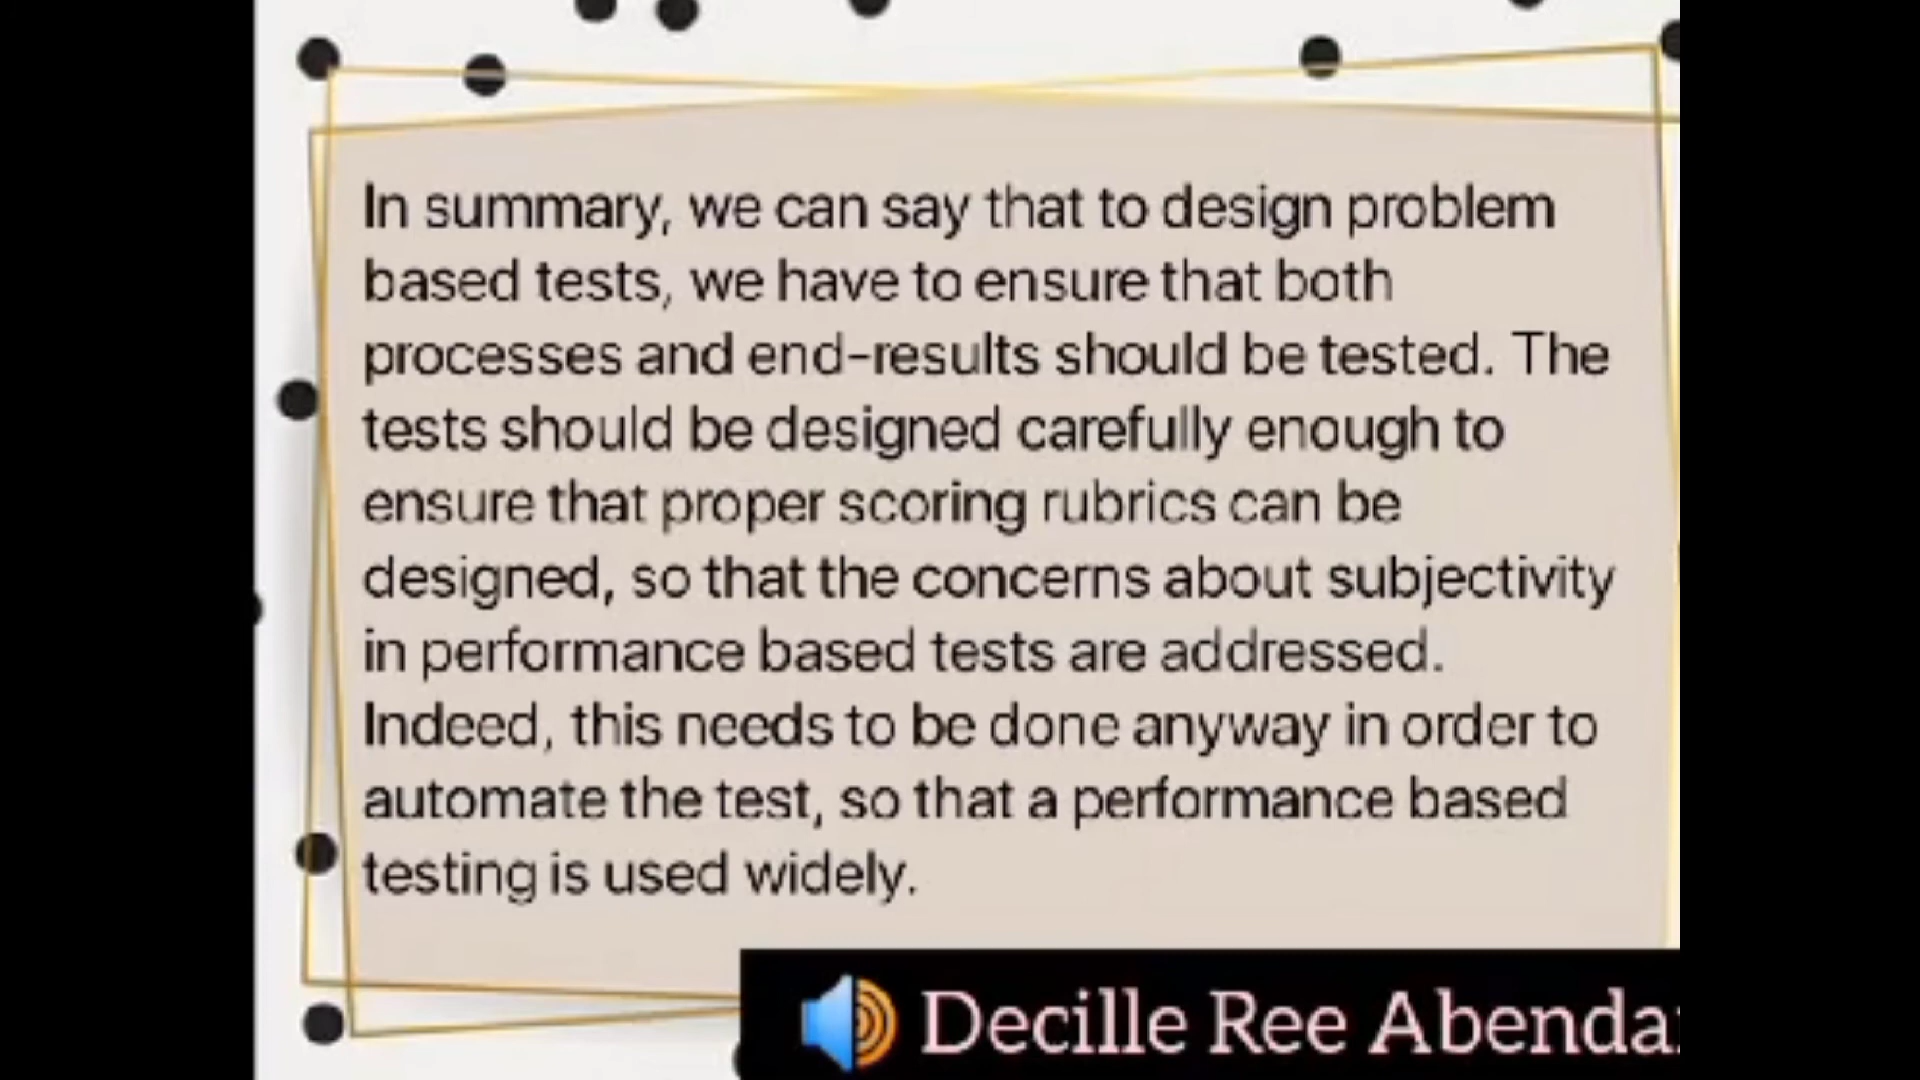 In summary, we can say that to design problem
based tests, we have to ensure that both
processes and end-results should be tested. The
tests should be designed carefully enough to
ensure that proper scoring rubrics can be
designed, so that the concerns about subjectivity
in performance based tests are addressed.
Indeed, this needs to be done anyway in order to
automate the test, so that a performance based
testing is used widely.
Decille Ree